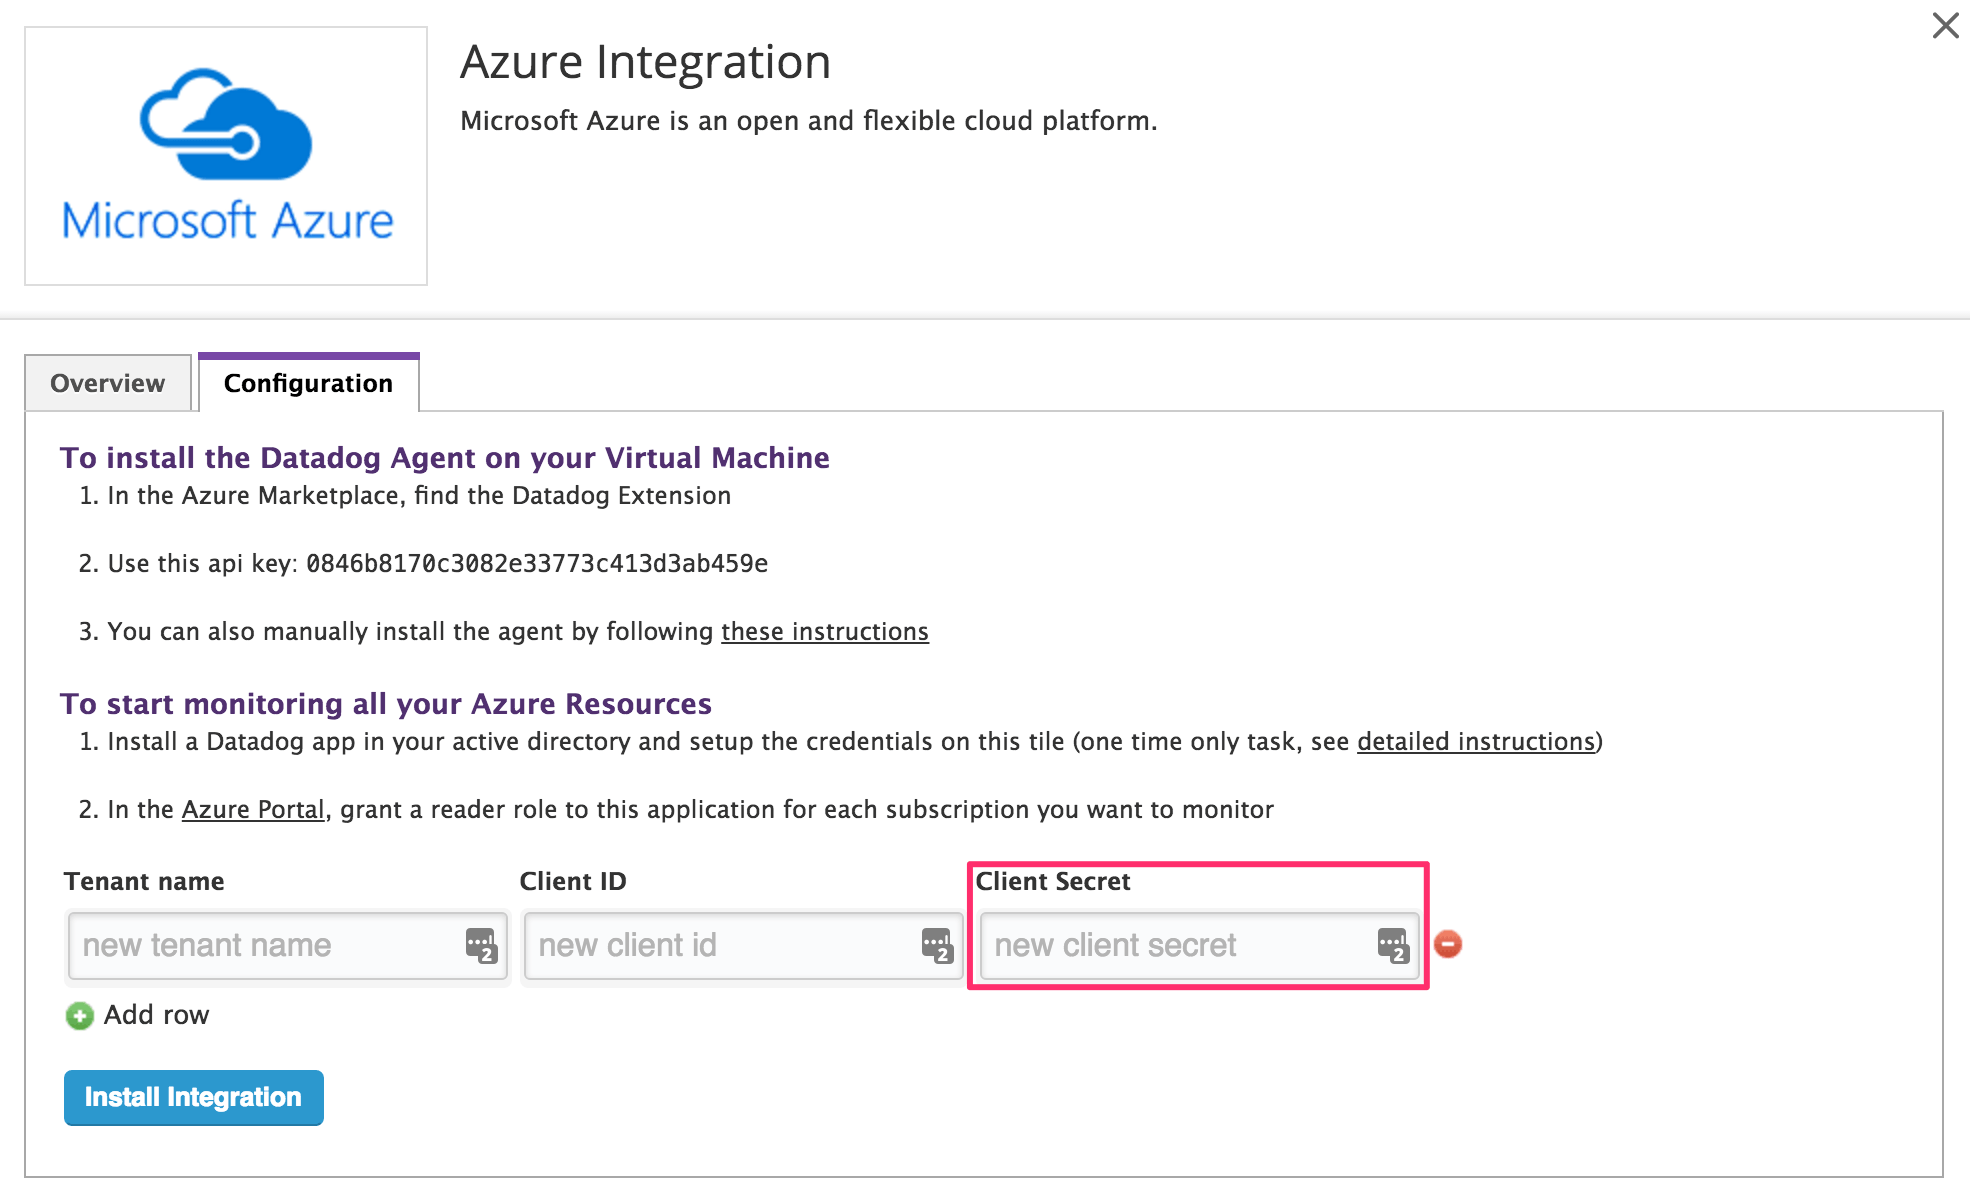 Microsoft Azure
Azure Integration
Microsoft Azure is an open and flexible cloud platform.
Overview
Configuration
To install the Datadog Agent on your Virtual Machine
1. In the Azure Marketplace, find the Datadog Extension
2. Use this api key: 0846b8170c3082e33773c413d3ab459e
3. You can also manually install the agent by following these instructions
To start monitoring all your Azure Resources
1. Install a Datadog app in your active directory and setup the credentials on this tile (one time only task, see detailed instructions)
2. In the Azure Portal, grant a reader role to this application for each subscription you want to monitor
Tenant name
Client ID
Client Secret
new tenant name
2
new client id
2
new client secret
2
Add row
Install Integration